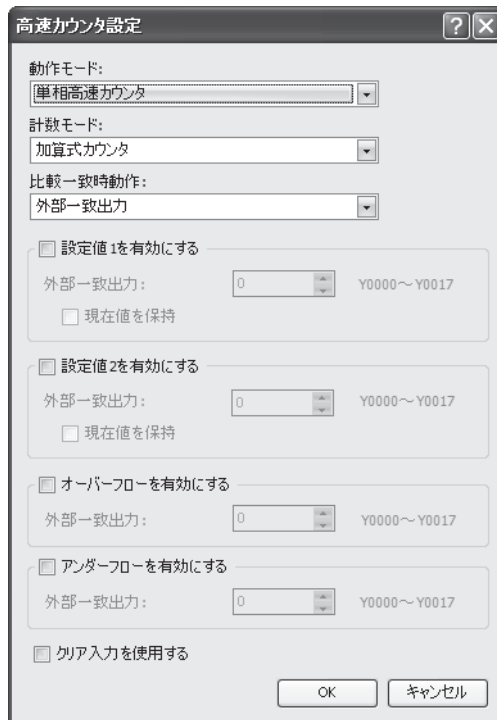 高速カウンタ設定
動作モード:
単相高速カウンタ
計数モード:
加算式カウンタ
比較一致時動作:
外部一致出力
設定値1を有効にする
外部一致出力: 0 Y0000～Y0017
現在値を保持
設定値2を有効にする
外部一致出力: 0 Y0000～Y0017
現在値を保持
オーバーフローを有効にする
外部一致出力: 0 Y0000～Y0017
アンダーフローを有効にする
外部一致出力: 0 Y0000～Y0017
クリア入力を使用する
OK キャンセル